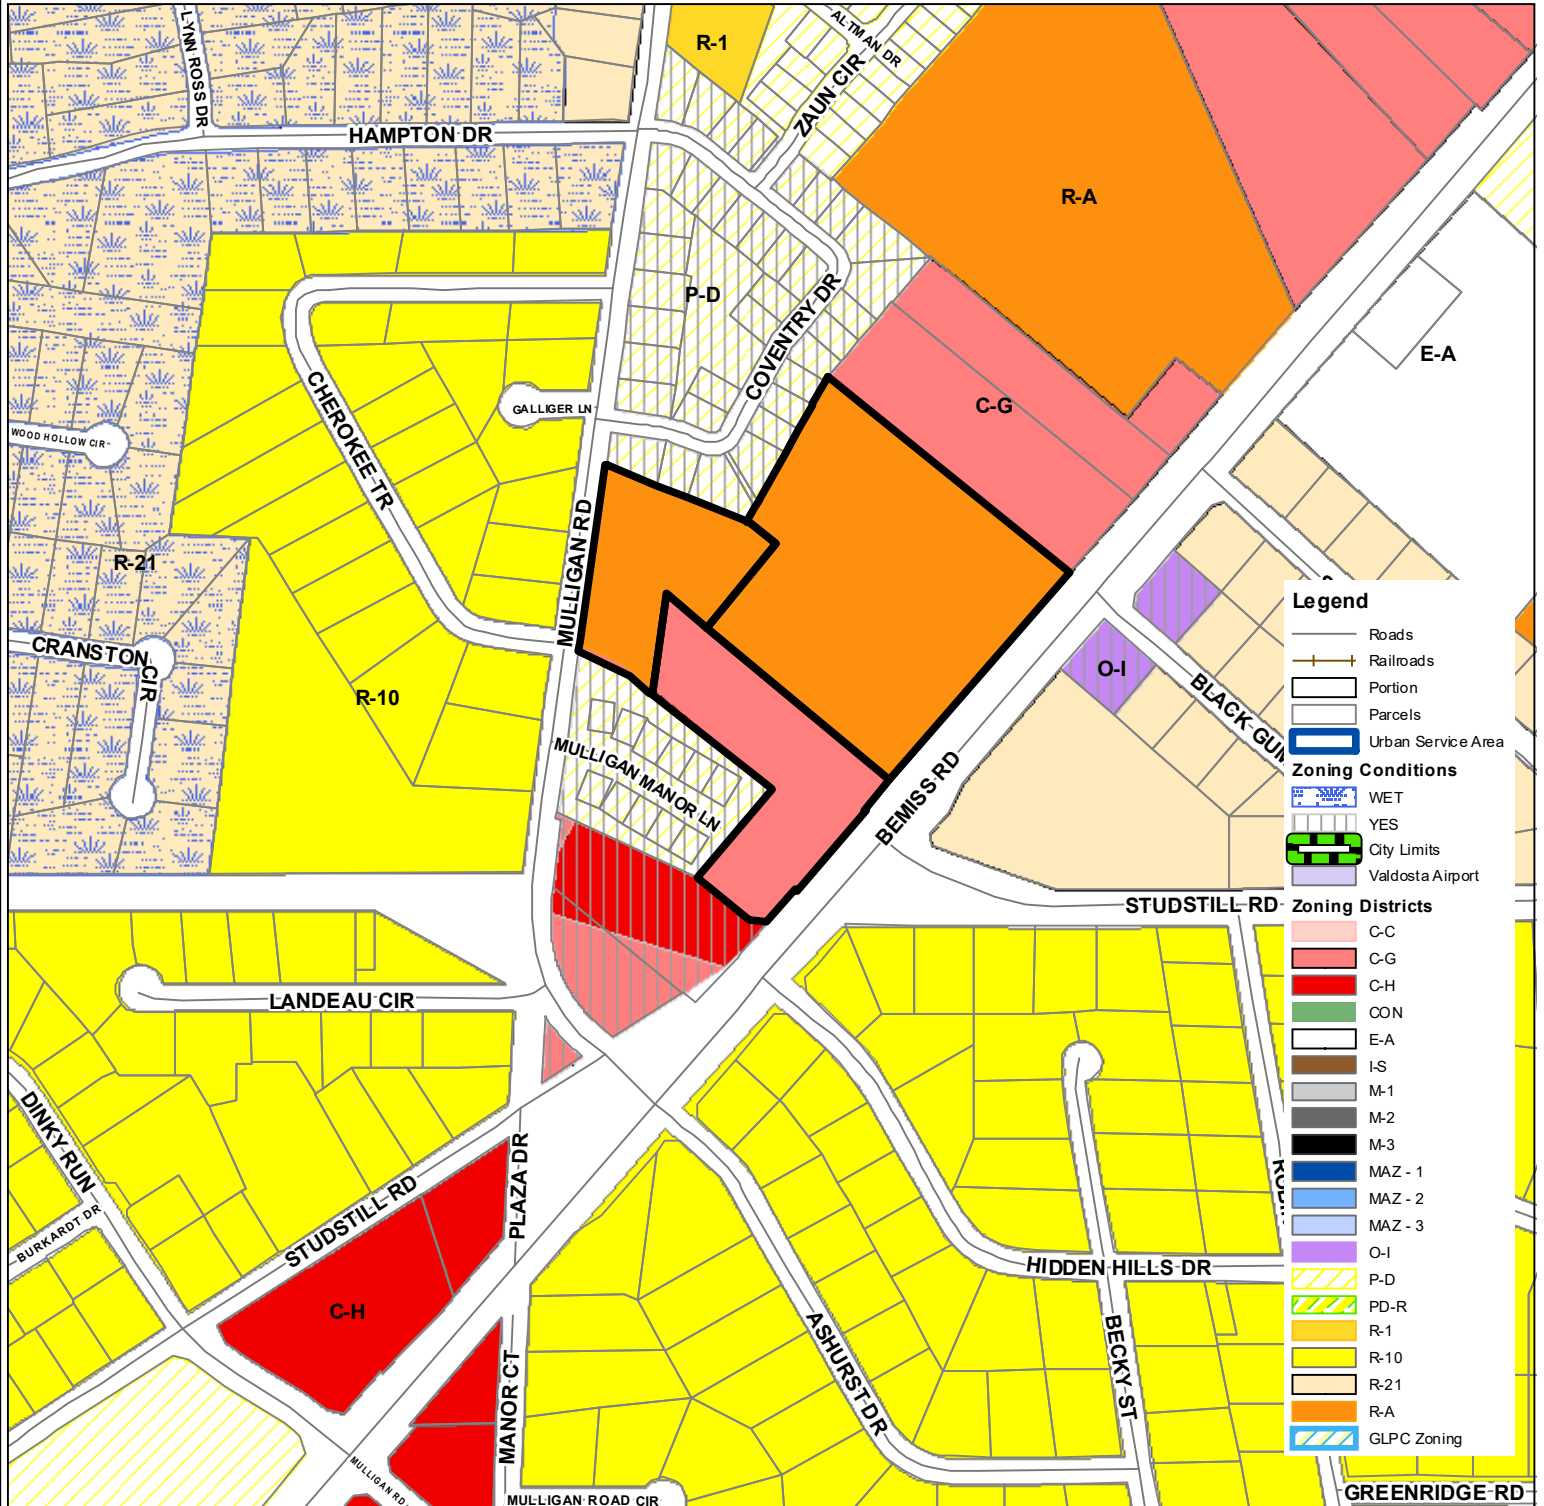 LYNN ROSS DR
R-1
ALTMAN DR
ZAUN CIR
HAMPTON DR
R-A
P-D
COVENTRY DR
E-A
CHEROKEE TR
GALLIGER LN
C-G
WOOD HOLLOW CIR
MULLIGAN RD
R-21
CRANSTON CIR
R-10
O-I
BLACK GUM
MULLIGAN MANOR LN
BEMISS RD
STUDSTILL RD
LANDEAU CIR
DINKY RUN
BURKARDT DR
STUDSTILL RD
PLAZA DR
C-H
HIDDEN HILLS DR
ASHURST DR
BECKY ST
MANOR CT
MULLIGAN RD
MULLIGAN ROAD CIR
GREENRIDGE RD
Legend
Roads
Railroads
Portion
Parcels
Urban Service Area
Zoning Conditions
WET
YES
City Limits
Valdosta Airport
Zoning Districts
C-C
C-G
C-H
CON
E-A
I-S
M-1
M-2
M-3
MAZ - 1
MAZ - 2
MAZ - 3
O-I
P-D
PD-R
R-1
R-10
R-21
R-A
GLPC Zoning